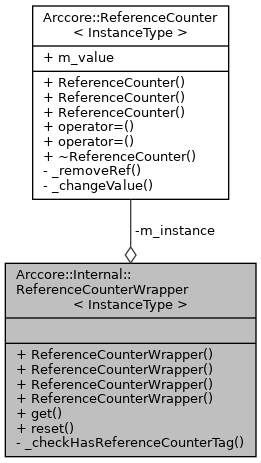 Arccore::ReferenceCounter
< InstanceType >
+ m_value
+ ReferenceCounter()
+ ReferenceCounter()
+ ReferenceCounter()
+ operator=()
+ operator=()
+ ~ReferenceCounter()
- _removeRef()
- _changeValue()
-m_instance
Arccore::Internal::
ReferenceCounterWrapper
< InstanceType >
+ ReferenceCounterWrapper()
+ ReferenceCounterWrapper()
+ ReferenceCounterWrapper()
+ ReferenceCounterWrapper()
+ get()
+ reset()
- _checkHasReferenceCounterTag()